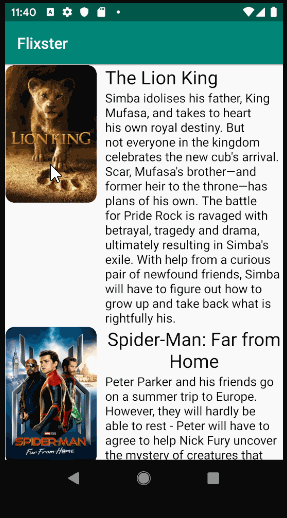 11:40
Flixster
The Lion King
Simba idolises his father, King
Mufasa, and takes to heart
his own royal destiny. But
not everyone in the kingdom
celebrates the new cub's arrival.
Scar, Mufasa's brother—and
former heir to the throne—has
plans of his own. The battle
for Pride Rock is ravaged with
betrayal, tragedy and drama,
ultimately resulting in Simba's
exile. With help from a curious
pair of newfound friends, Simba
will have to figure out how to
grow up and take back what is
rightfully his.
THE
LION KING
Spider-Man: Far from
Home
Peter Parker and his friends go
on a summer trip to Europe.
However, they will hardly be
able to rest - Peter will have to
agree to help Nick Fury uncover
the mystery of creatures that
SPIDER-MAN
Far From Home